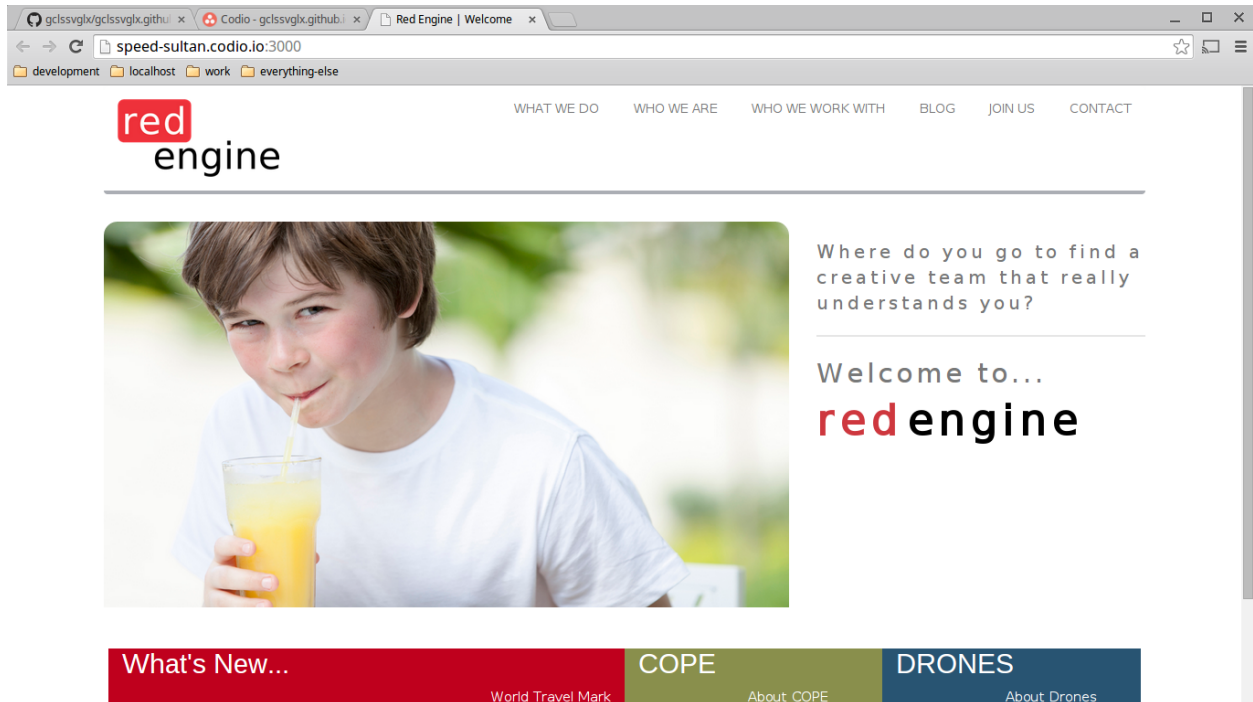 gclssvglx/gclssvglx.githu
Codio - gclssvglx.github.i
Red Engine | Welcome
speed-sultan.codio.io:3000
development localhost work everything-else
red
engine
WHAT WE DO WHO WE ARE WHO WE WORK WITH BLOG JOIN US CONTACT
Where do you go to find a
creative team that really
understands you?
Welcome to...
red engine
What's New...
World Travel Mark
COPE
About COPE
DRONES
About Drones